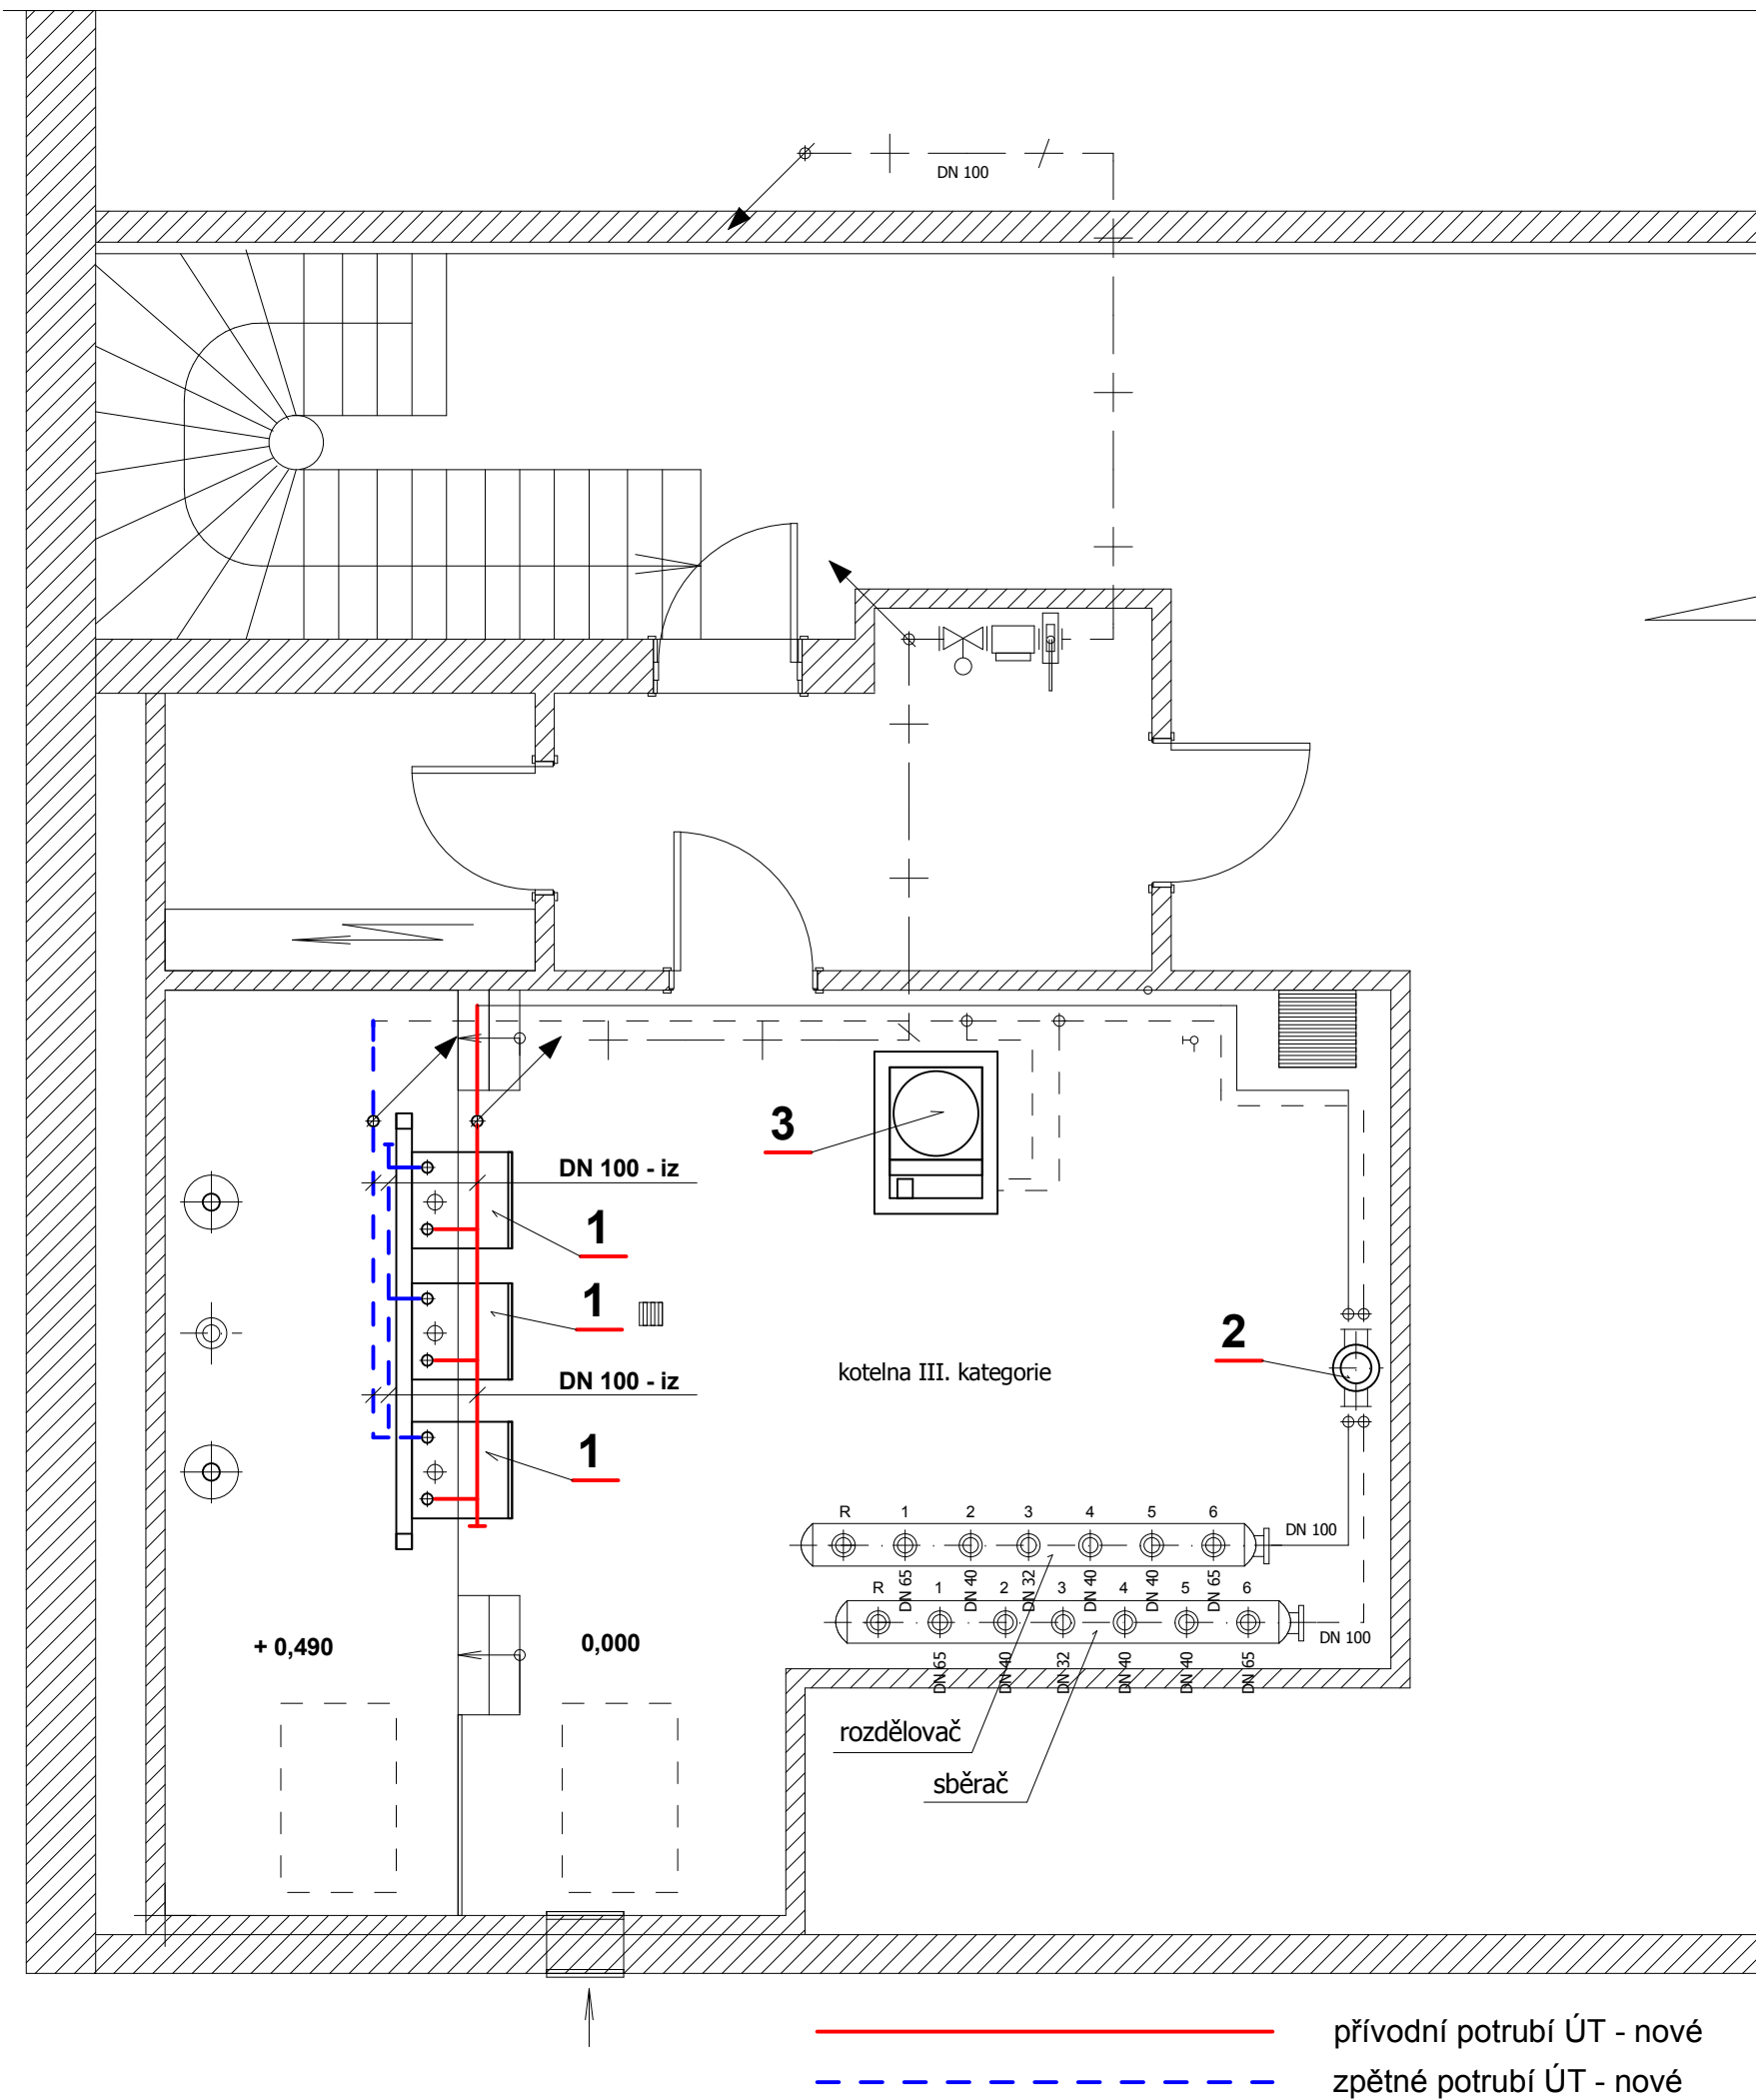 DN 100
3
DN 100 - iz
1
1
2
kotelna III. kategorie
DN 100 - iz
1
R 1 2 3 4 5 6
DN 100
DN 65 DN 40 DN 32 DN 40 DN 40 DN 65
R 1 2 3 4 5 6
DN 100
+ 0,490
0,000
DN 65 DN 40 DN 32 DN 40 DN 40 DN 65
rozdělovač
sběrač
přívodní potrubí ÚT - nové
zpětné potrubí ÚT - nové